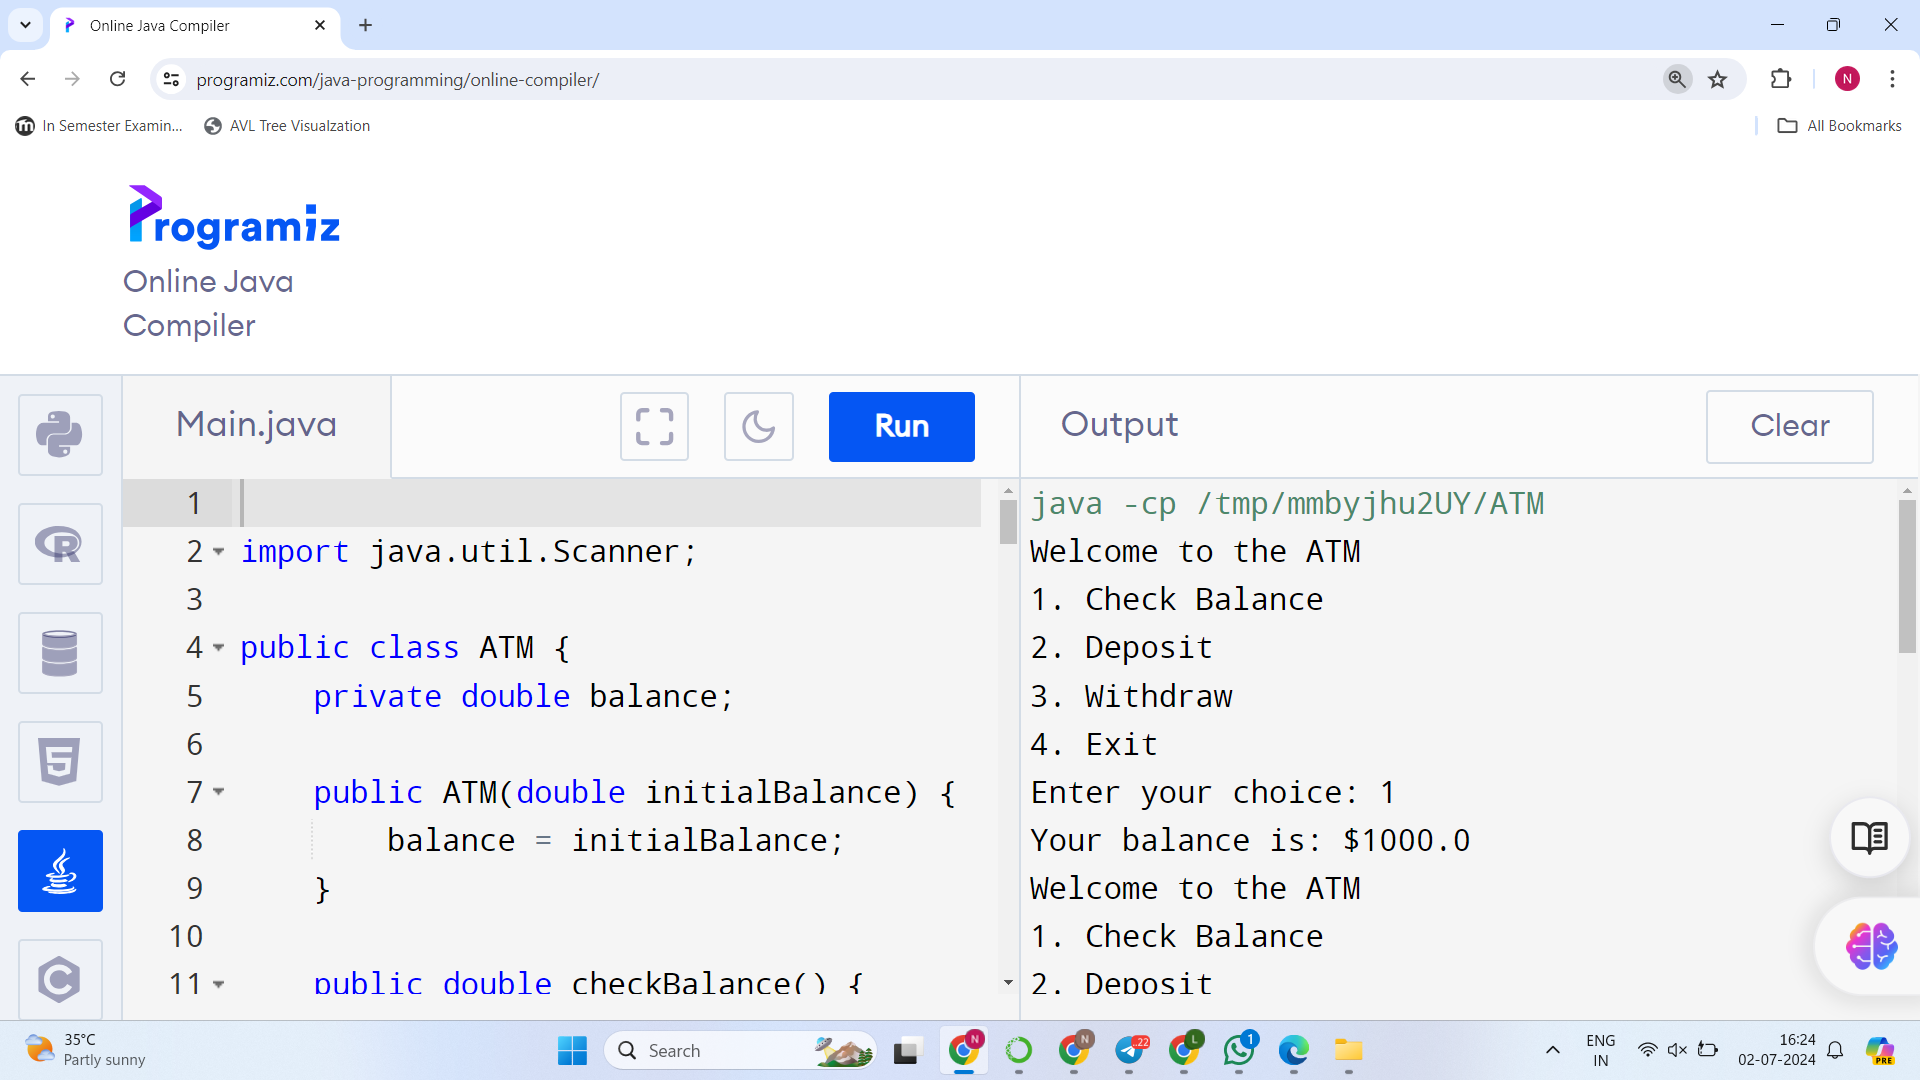 Online Java Compiler
programiz.com/java-programming/online-compiler/
N
In Semester Examin...
AVL Tree Visualzation
All Bookmarks
Programiz
Online Java
Compiler
Main.java
Run
Output
Clear
1
2 import java.util.Scanner;
3
4 public class ATM {
5 private double balance;
6
7 public ATM(double initialBalance) {
8 balance = initialBalance;
9 }
10
11 public double checkBalance() {
java -cp /tmp/mmbyjhu2UY/ATM
Welcome to the ATM
1. Check Balance
2. Deposit
3. Withdraw
4. Exit
Enter your choice: 1
Your balance is: $1000.0
Welcome to the ATM
1. Check Balance
2. Deposit
35°C
Partly sunny
Search
N
N
22
L
1
ENG
IN
16:24
02-07-2024
PRE